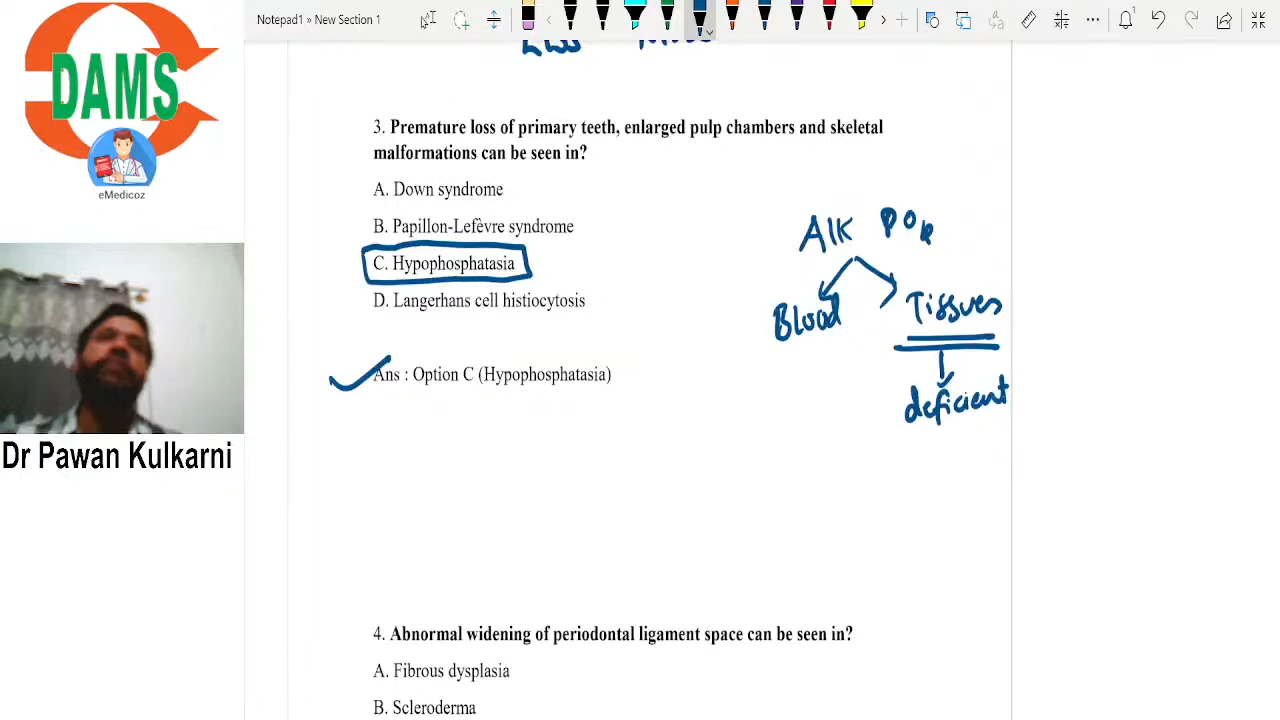 Notepad1 » New Section 1
DAMS
eMedicoz
3. Premature loss of primary teeth, enlarged pulp chambers and skeletal
malformations can be seen in?
A. Down syndrome
B. Papillon-Lefèvre syndrome
C. Hypophosphatasia
D. Langerhans cell histiocytosis
Ans : Option C (Hypophosphatasia)
Alk PO4
Blood
Tissues
deficient
Dr Pawan Kulkarni
4. Abnormal widening of periodontal ligament space can be seen in?
A. Fibrous dysplasia
B. Scleroderma